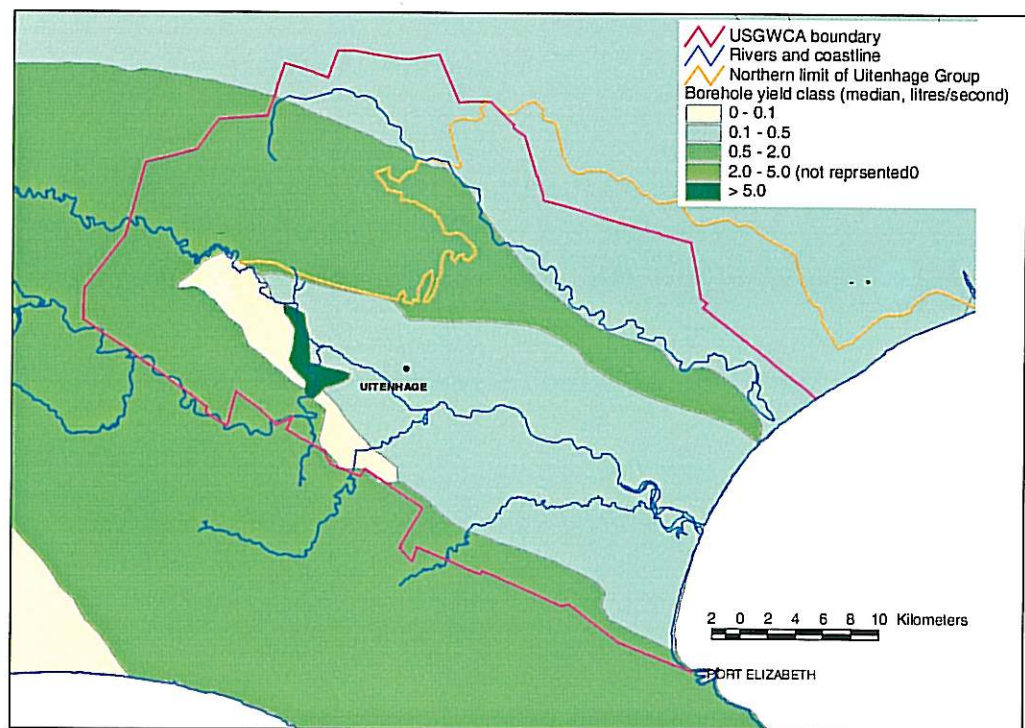 USGWCA boundary
Rivers and coastline
Northern limit of Uitenhage Group
Borehole yield class (median, litres/second)
0 - 0.1
0.1 - 0.5
0.5 - 2.0
2.0 - 5.0 (not reprsented0
> 5.0
UITENHAGE
2 0 2 4 6 8 10 Kilometers
PORT ELIZABETH